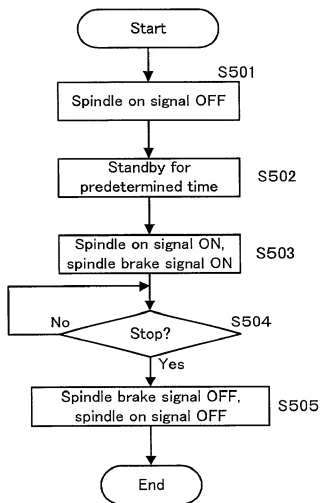 Start
S501
Spindle on signal OFF
Standby for
predetermined time
S502
Spindle on signal ON,
spindle brake signal ON
S503
No
Stop?
S504
Yes
Spindle brake signal OFF,
spindle on signal OFF
S505
End